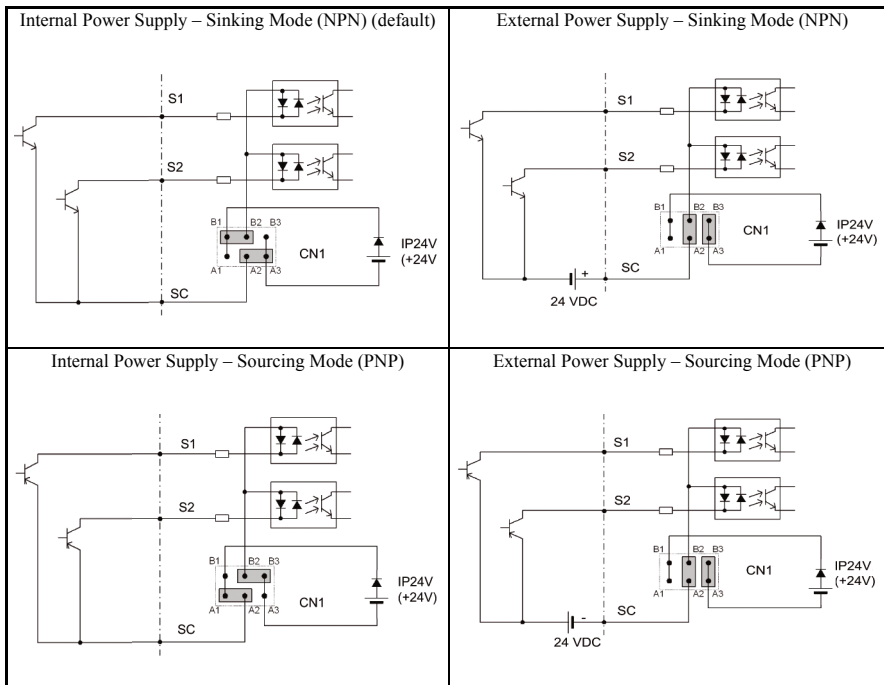 Internal Power Supply – Sinking Mode (NPN) (default)
S1
S2
B1 B2 B3
CN1
A1 A2 A3
IP24V
(+24V
SC
External Power Supply – Sinking Mode (NPN)
S1
S2
B1 B2 B3
CN1
A1 A2 A3
IP24V
(+24V)
+ SC
24 VDC
Internal Power Supply – Sourcing Mode (PNP)
S1
S2
B1 B2 B3
CN1
A1 A2 A3
IP24V
(+24V)
SC
External Power Supply – Sourcing Mode (PNP)
S1
S2
B1 B2 B3
CN1
A1 A2 A3
IP24V
(+24V)
- SC
24 VDC